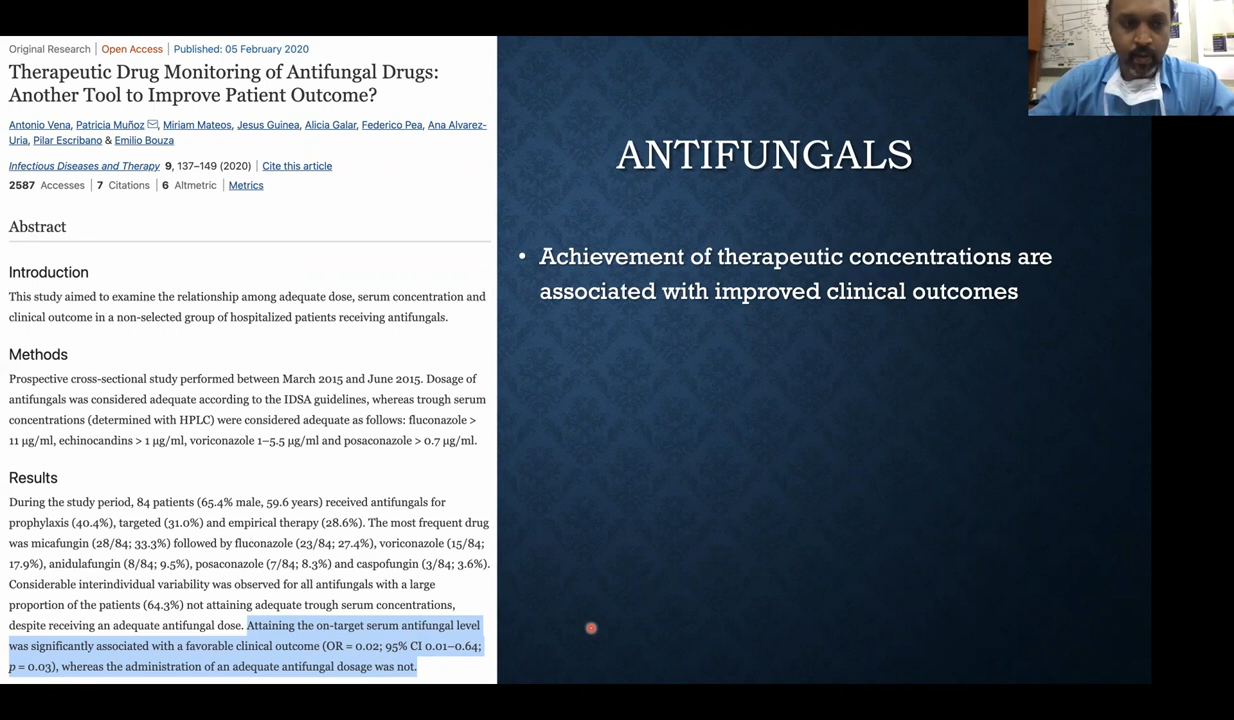 Original Research | Open Access | Published: 05 February 2020
Therapeutic Drug Monitoring of Antifungal Drugs:
Another Tool to Improve Patient Outcome?
Antonio Vena, Patricia Muñoz, Miriam Mateos, Jesus Guinea, Alicia Galar, Federico Pea, Ana Alvarez-
Uria, Pilar Escribano & Emilio Bouza
Infectious Diseases and Therapy 9, 137–149 (2020) | Cite this article
2587 Accesses | 7 Citations | 6 Altmetric | Metrics
Abstract
Introduction
This study aimed to examine the relationship among adequate dose, serum concentration and
clinical outcome in a non-selected group of hospitalized patients receiving antifungals.
Methods
Prospective cross-sectional study performed between March 2015 and June 2015. Dosage of
antifungals was considered adequate according to the IDSA guidelines, whereas trough serum
concentrations (determined with HPLC) were considered adequate as follows: fluconazole >
11 µg/ml, echinocandins > 1 µg/ml, voriconazole 1–5.5 µg/ml and posaconazole > 0.7 µg/ml.
Results
During the study period, 84 patients (65.4% male, 59.6 years) received antifungals for
prophylaxis (40.4%), targeted (31.0%) and empirical therapy (28.6%). The most frequent drug
was micafungin (28/84; 33.3%) followed by fluconazole (23/84; 27.4%), voriconazole (15/84;
17.9%), anidulafungin (8/84; 9.5%), posaconazole (7/84; 8.3%) and caspofungin (3/84; 3.6%).
Considerable interindividual variability was observed for all antifungals with a large
proportion of the patients (64.3%) not attaining adequate trough serum concentrations,
despite receiving an adequate antifungal dose. Attaining the on-target serum antifungal level
was significantly associated with a favorable clinical outcome (OR = 0.02; 95% CI 0.01–0.64;
p = 0.03), whereas the administration of an adequate antifungal dosage was not.
ANTIFUNGALS
• Achievement of therapeutic concentrations are
associated with improved clinical outcomes